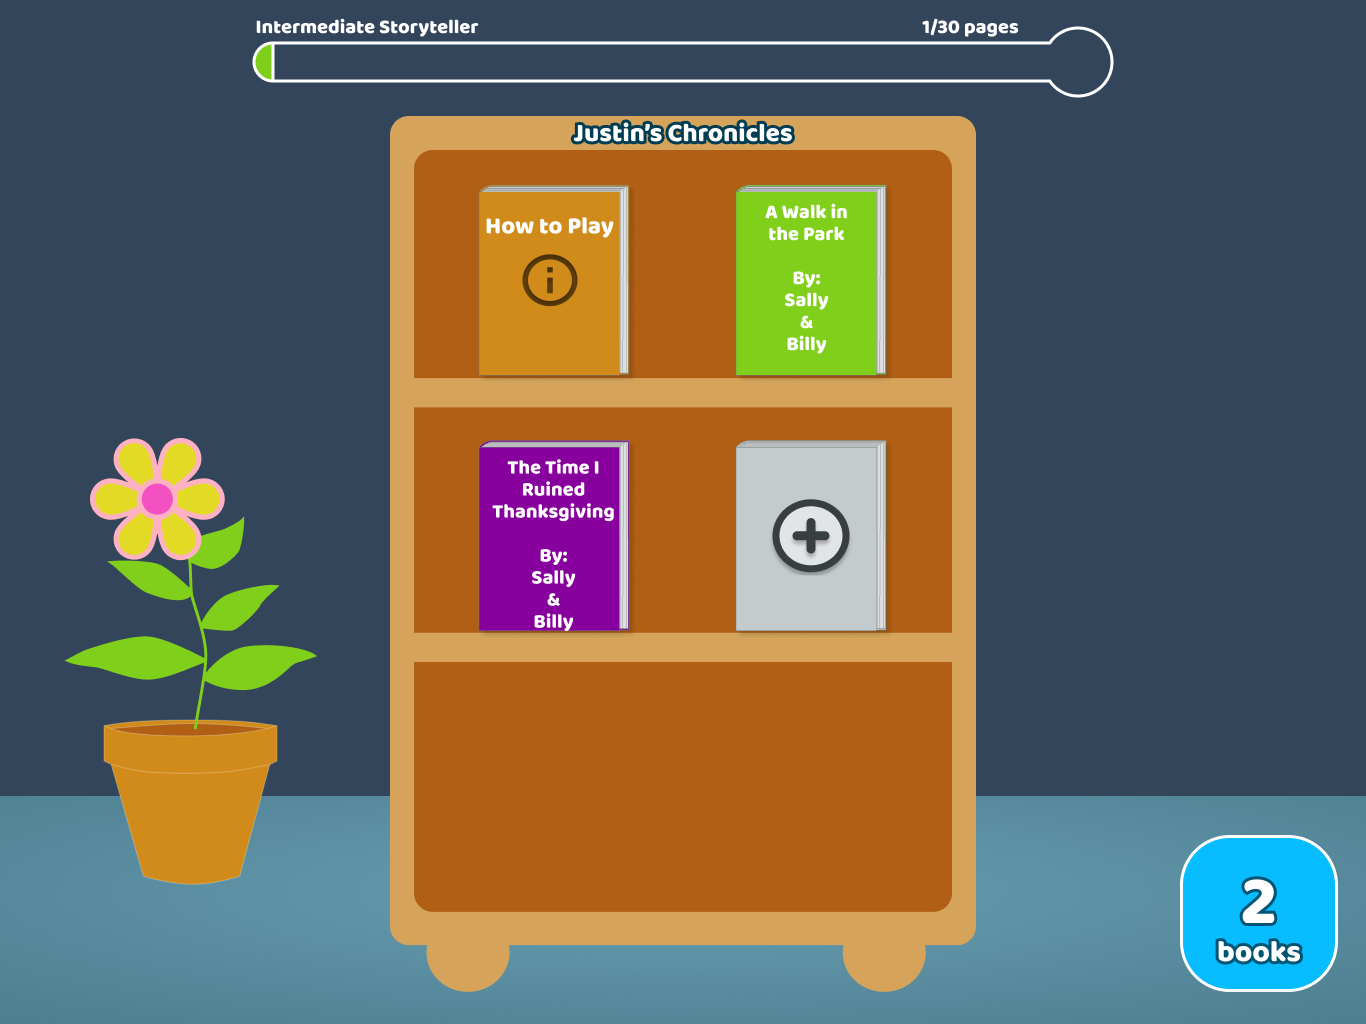 Intermediate Storyteller
1/30 pages
Justin's Chronicles
How to Play
A Walk in
the Park
By:
Sally
&
Billy
The Time I
Ruined
Thanksgiving
By:
Sally
&
Billy
2
books